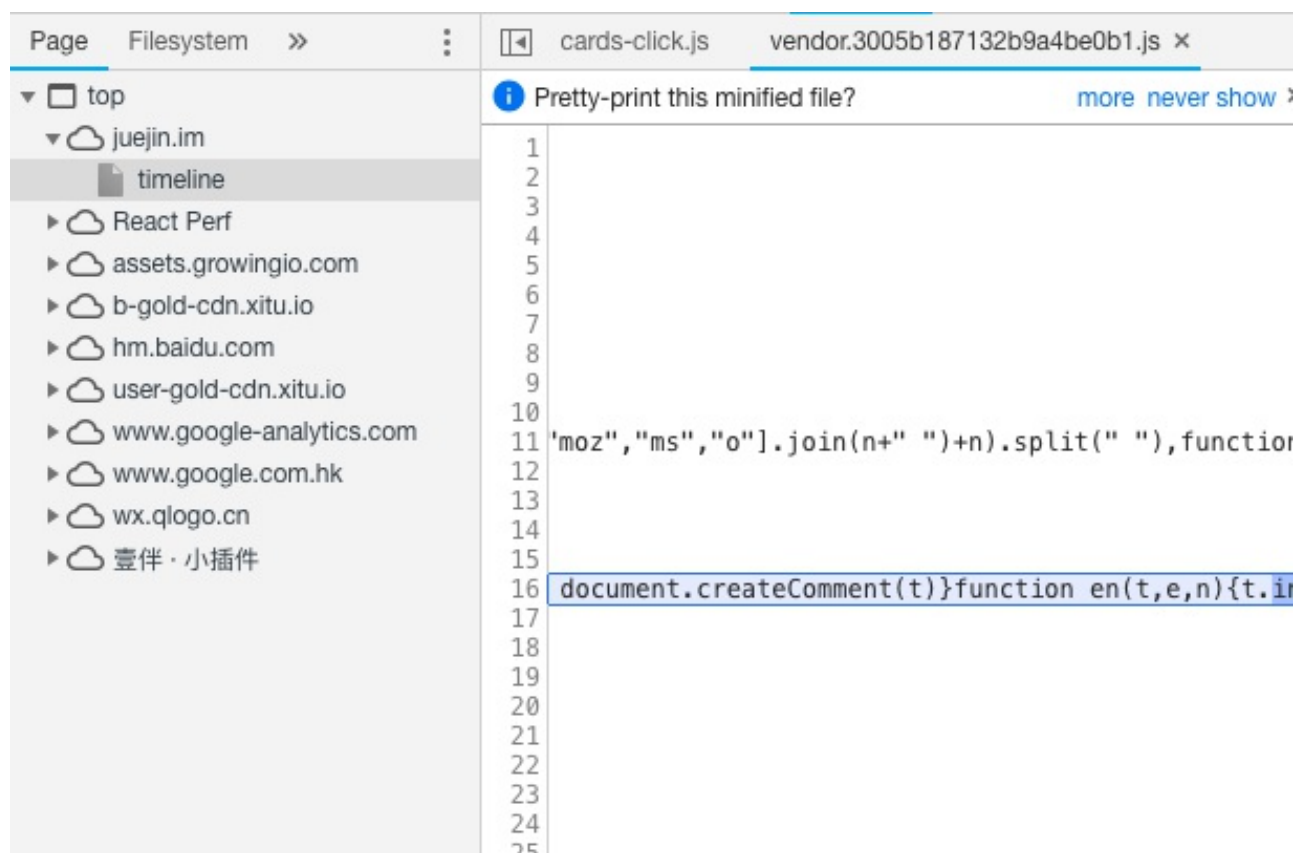 Page Filesystem »
top
juejin.im
timeline
React Perf
assets.growingio.com
b-gold-cdn.xitu.io
hm.baidu.com
user-gold-cdn.xitu.io
www.google-analytics.com
www.google.com.hk
wx.qlogo.cn
壹伴 · 小插件
cards-click.js vendor.3005b187132b9a4be0b1.js ×
Pretty-print this minified file? more never show
1
2
3
4
5
6
7
8
9
10
11 "moz","ms","o"].join(n+" ")+n).split(" "),function
12
13
14
15
16 document.createComment(t)}function en(t,e,n){t.in
17
18
19
20
21
22
23
24
25